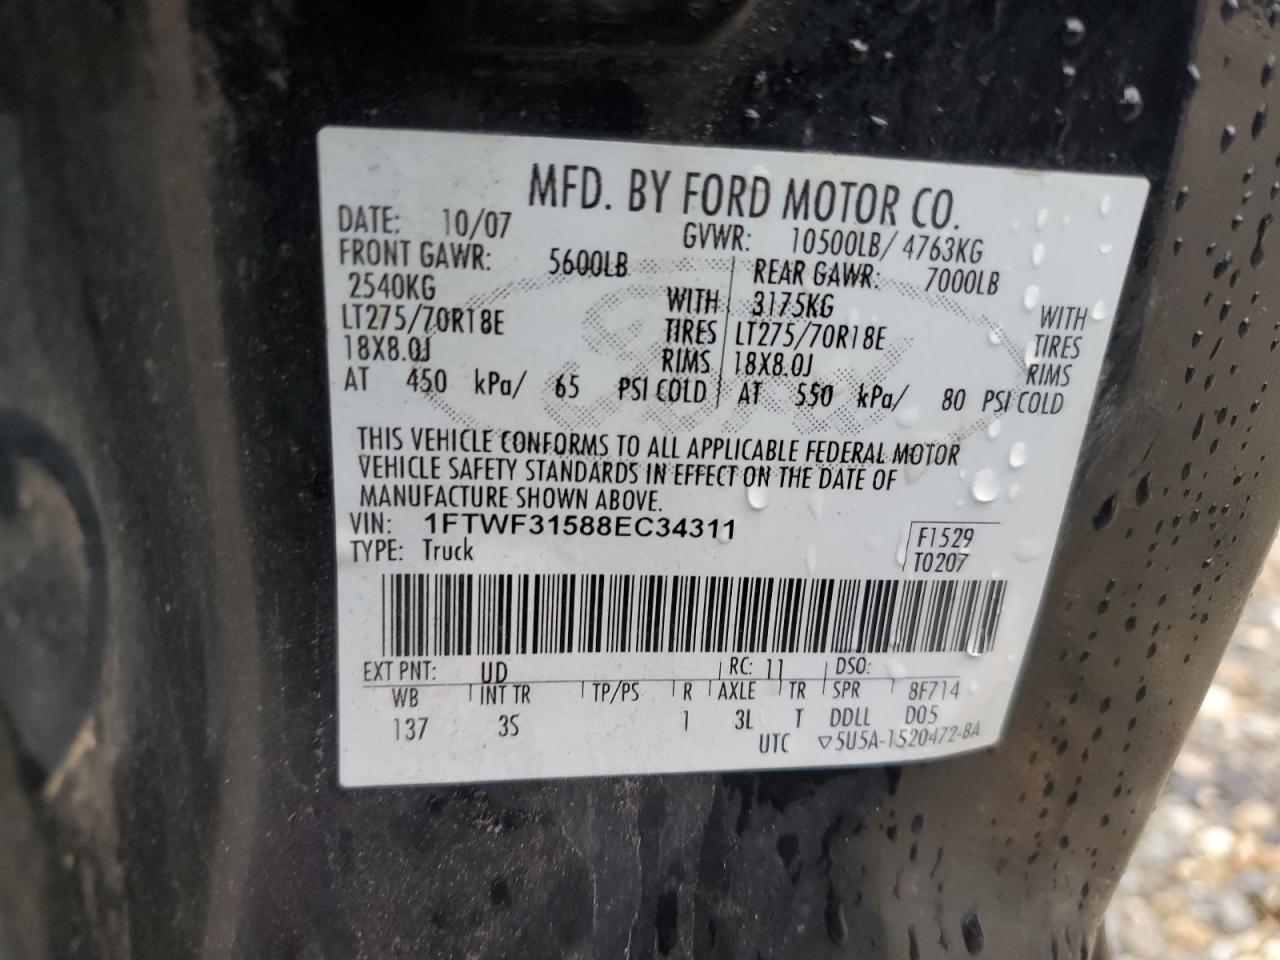 MFD. BY FORD MOTOR CO.
DATE: 10/07 GVWR: 10500LB/ 4763KG
FRONT GAWR: 5600LB REAR GAWR: 7000LB
2540KG WITH 3175KG WITH
LT275/70R18E TIRES LT275/70R18E TIRES
18X8.0J RIMS 18X8.0J RIMS
AT 450 kPa/ 65 PSI COLD AT 550 kPa/ 80 PSI COLD
THIS VEHICLE CONFORMS TO ALL APPLICABLE FEDERAL MOTOR
VEHICLE SAFETY STANDARDS IN EFFECT ON THE DATE OF
MANUFACTURE SHOWN ABOVE.
VIN: 1FTWF31588EC34311 F1529
TYPE: Truck T0207
EXT PNT: UD RC: 11 DSO:
WB INT TR TP/PS R AXLE TR SPR 8F714
137 3S 1 3L T DDLL D05
UTC ▽5U5A-1520472-BA